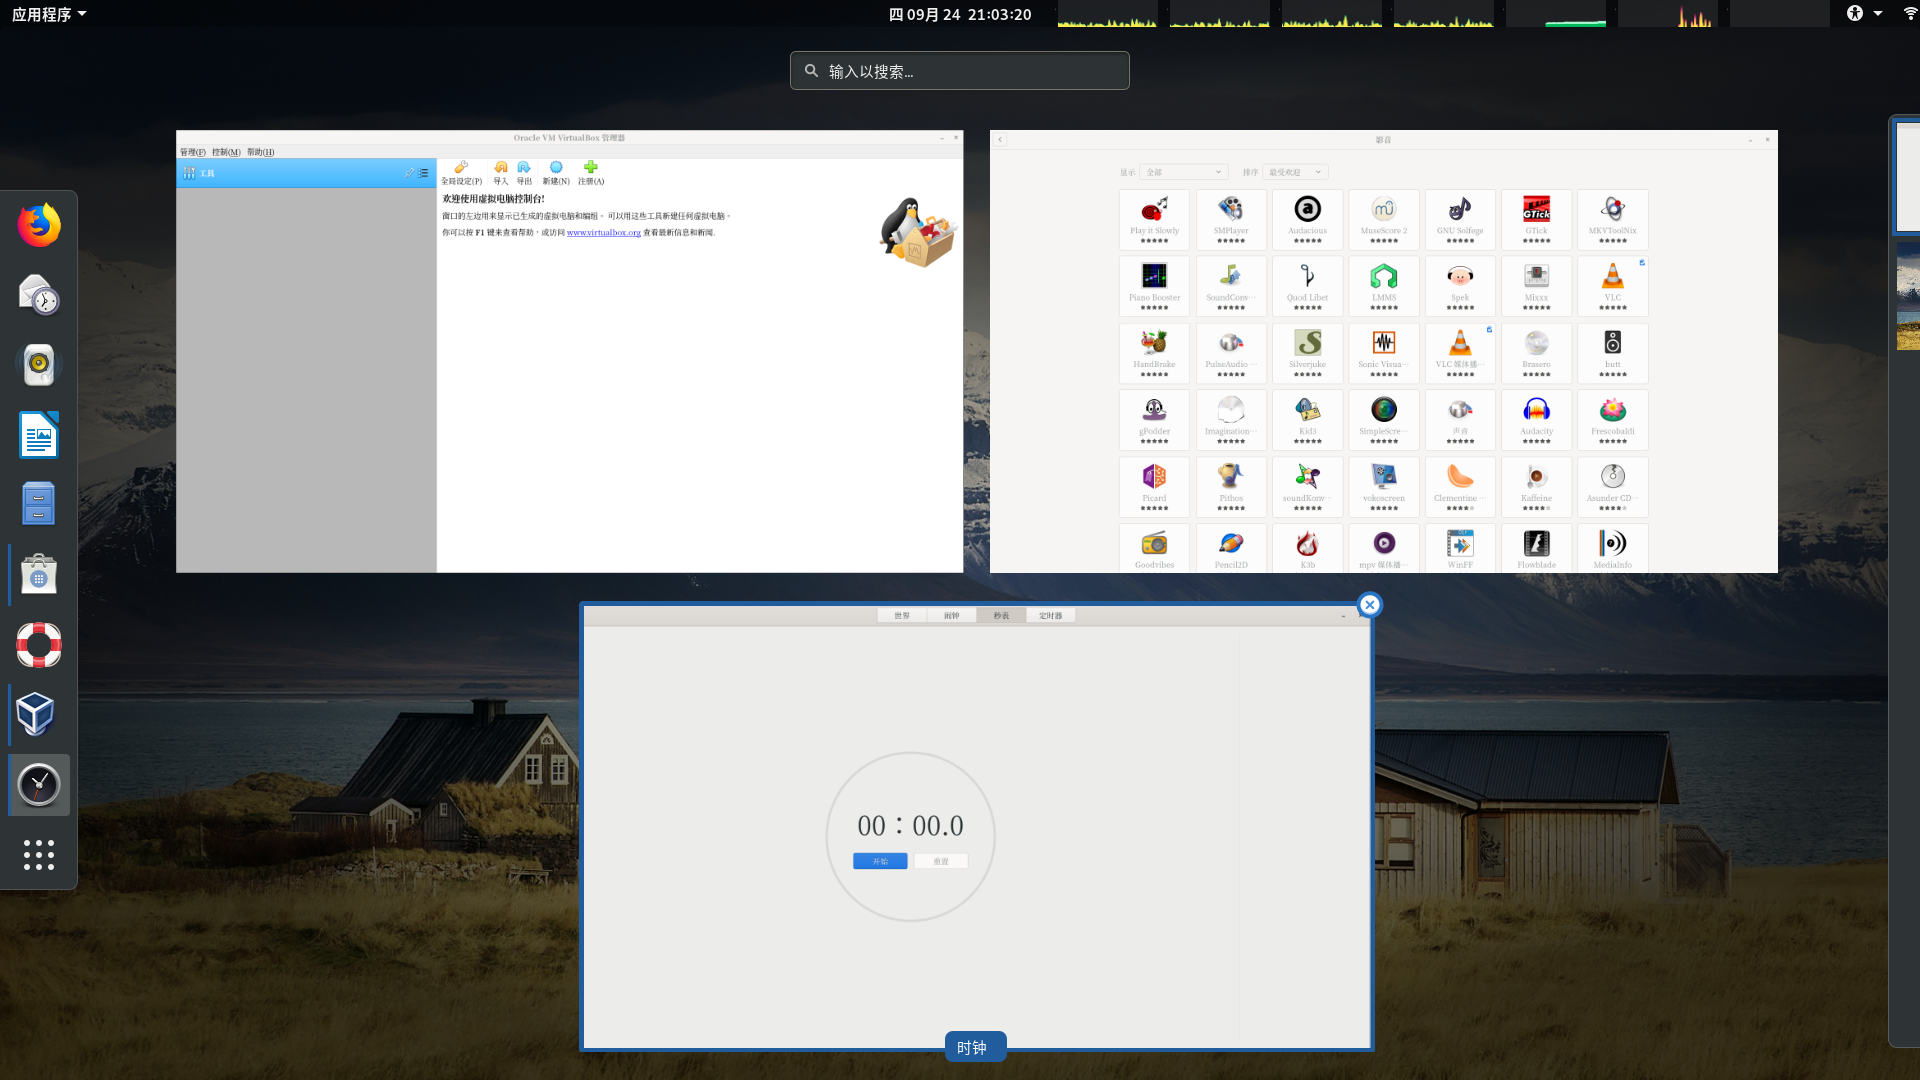 应用程序
四 09月 24 21:03:20
输入以搜索...
Oracle VM VirtualBox 管理器
管理(F) 控制(M) 帮助(H)
工具
全局设定(P) 导入 导出 新建(N) 注册(A)
欢迎使用虚拟电脑控制台!
窗口的左边用来显示已生成的虚拟电脑和编组。 可以用这些工具新建任何虚拟电脑。
你可以按 F1 键来查看帮助，或访问 www.virtualbox.org 查看最新信息和新闻.
影音
显示 全部 排序 最受欢迎
Play it Slowly SMPlayer Audacious MuseScore 2 GNU Solfege GTick MKVToolNix
Piano Booster SoundConv… Quod Libet LMMS Spek Mixxx VLC
HandBrake PulseAudio … Silverjuke Sonic Visua… VLC 媒体播… Brasero butt
gPodder Imagination… Kid3 SimpleScre… 声音 Audacity Frescobaldi
Picard Pithos soundKonv… vokoscreen Clementine … Kaffeine Asunder CD…
Goodvibes Pencil2D K3b mpv 媒体播… WinFF Flowblade MediaInfo
世界 闹钟 秒表 定时器
00：00.0
开始 重置
时钟